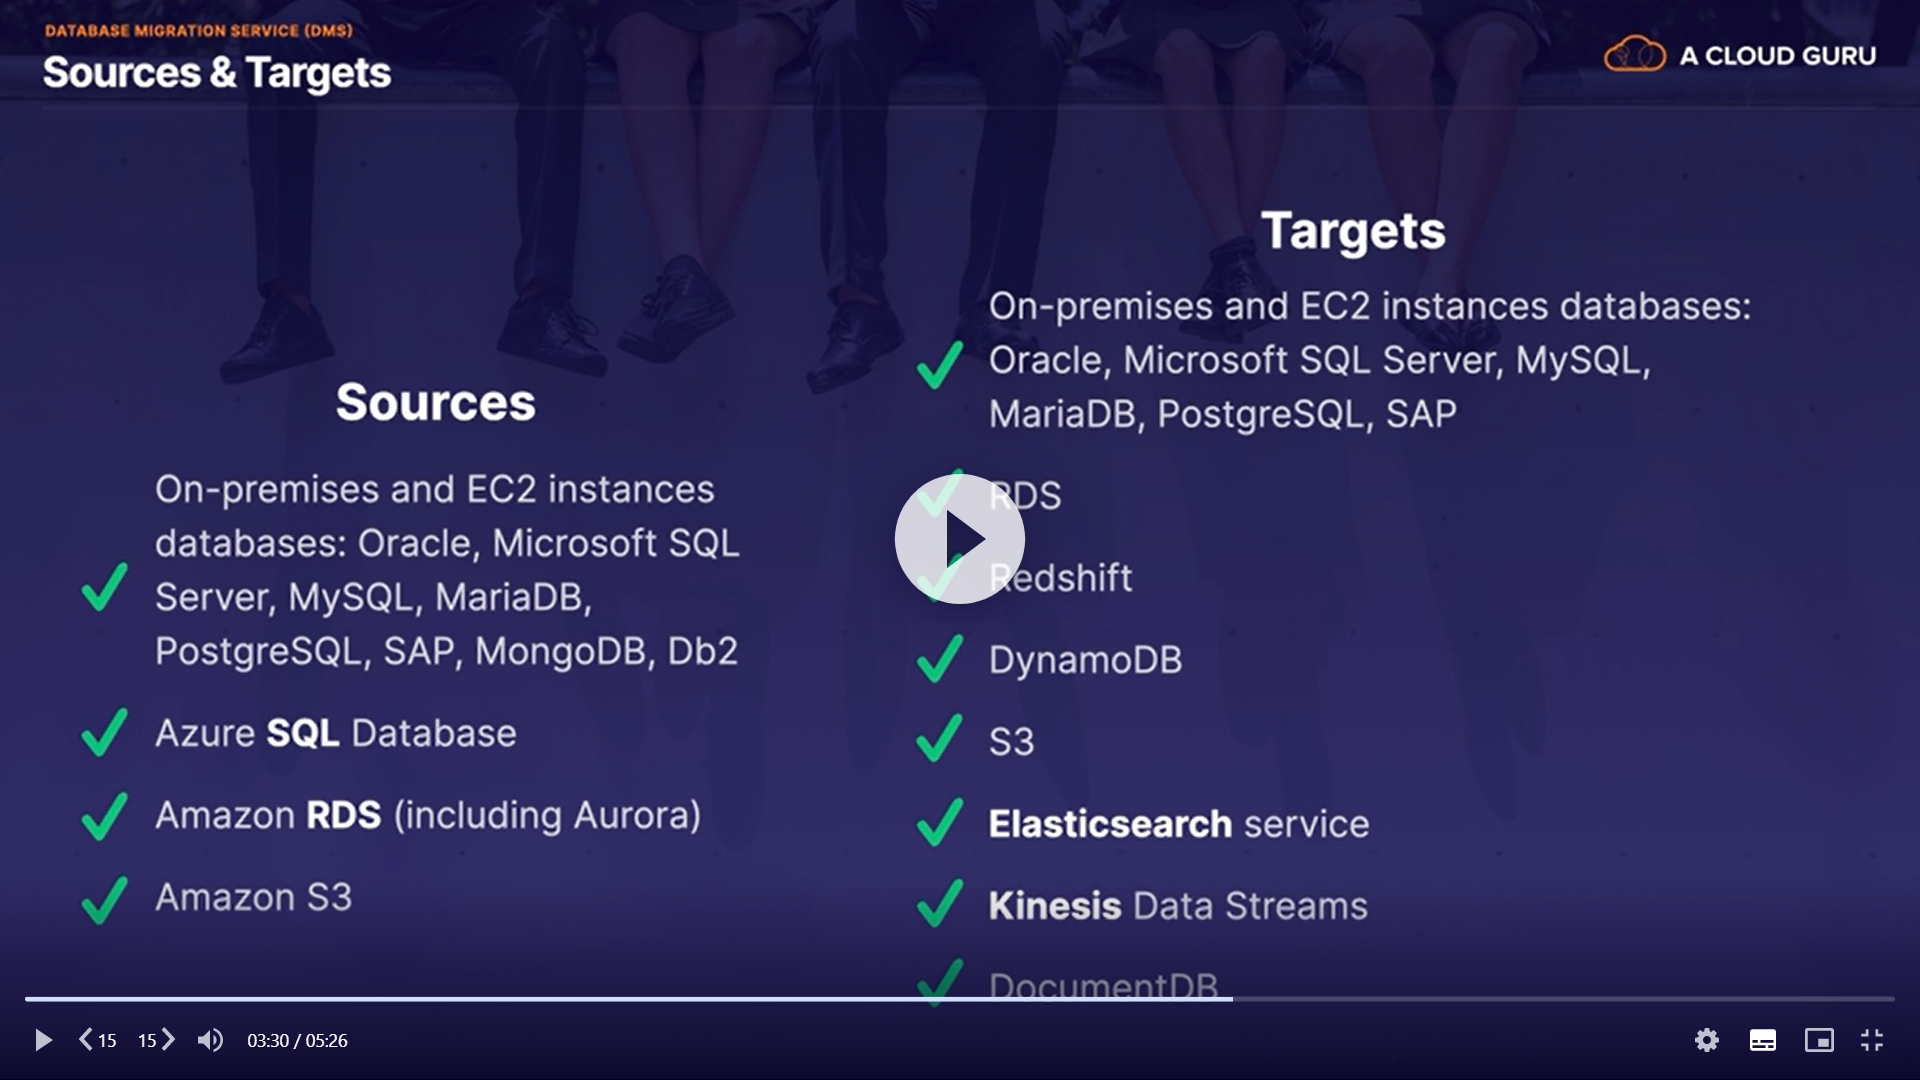 DATABASE MIGRATION SERVICE (DMS)
Sources & Targets
A CLOUD GURU
Sources
On-premises and EC2 instances
databases: Oracle, Microsoft SQL
Server, MySQL, MariaDB,
PostgreSQL, SAP, MongoDB, Db2
Azure SQL Database
Amazon RDS (including Aurora)
Amazon S3
Targets
On-premises and EC2 instances databases:
Oracle, Microsoft SQL Server, MySQL,
MariaDB, PostgreSQL, SAP
RDS
Redshift
DynamoDB
S3
Elasticsearch service
Kinesis Data Streams
DocumentDB
15 15 03:30 / 05:26